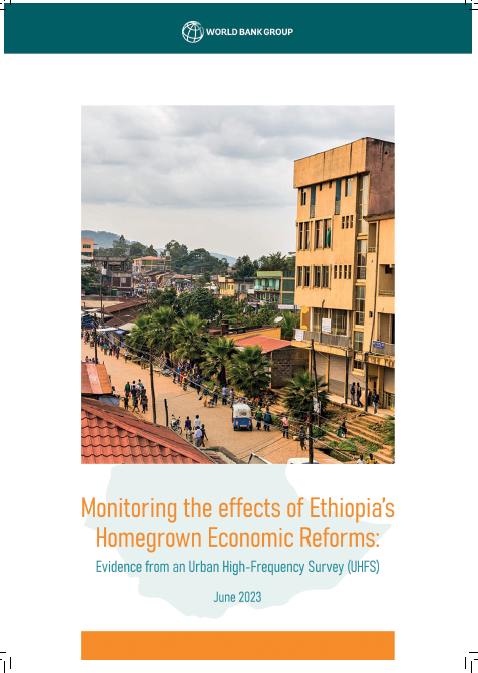 WORLD BANK GROUP
Monitoring the effects of Ethiopia's
Homegrown Economic Reforms:
Evidence from an Urban High-Frequency Survey (UHFS)
June 2023